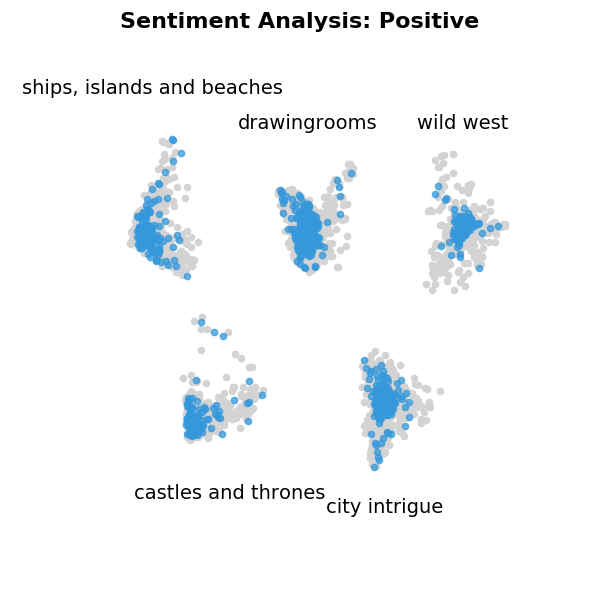 Sentiment Analysis: Positive
ships, islands and beaches
drawingrooms
wild west
castles and thrones
city intrigue